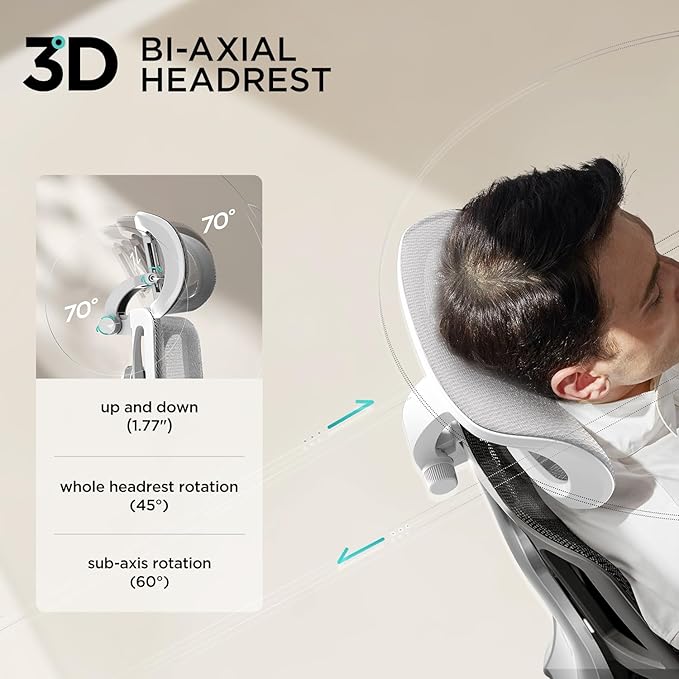 3D BI-AXIAL
HEADREST
70°
70°
up and down
(1.77")
whole headrest rotation
(45°)
sub-axis rotation
(60°)